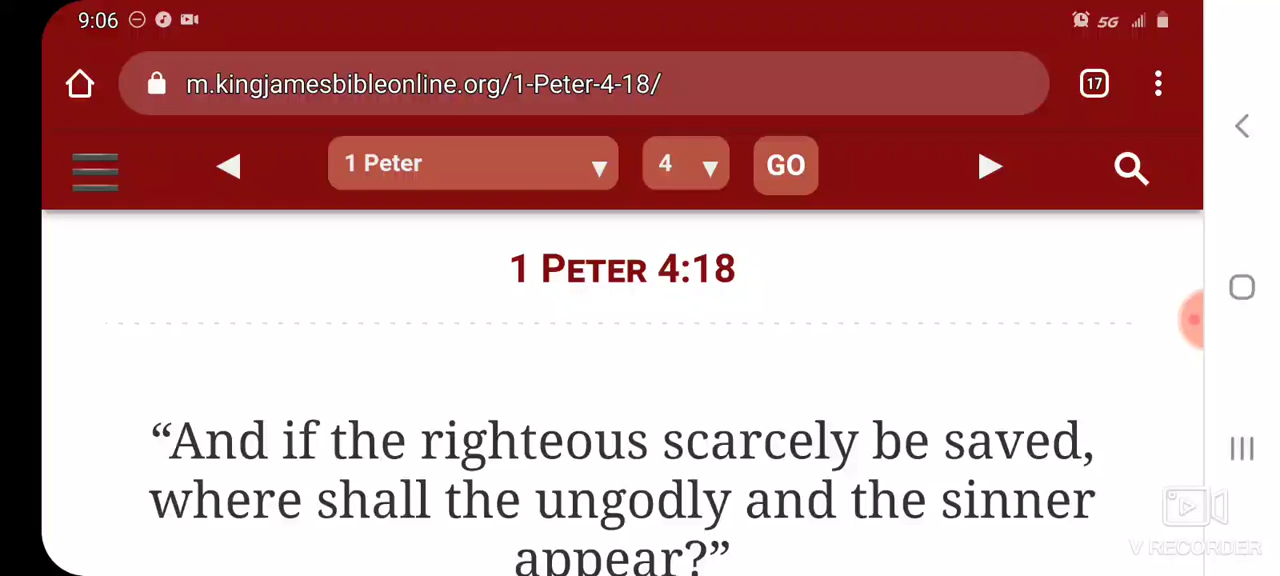 9:06 5G
m.kingjamesbibleonline.org/1-Peter-4-18/ 17
1 Peter 4 GO
1 PETER 4:18
“And if the righteous scarcely be saved,
where shall the ungodly and the sinner
appear?”
V RECORDER